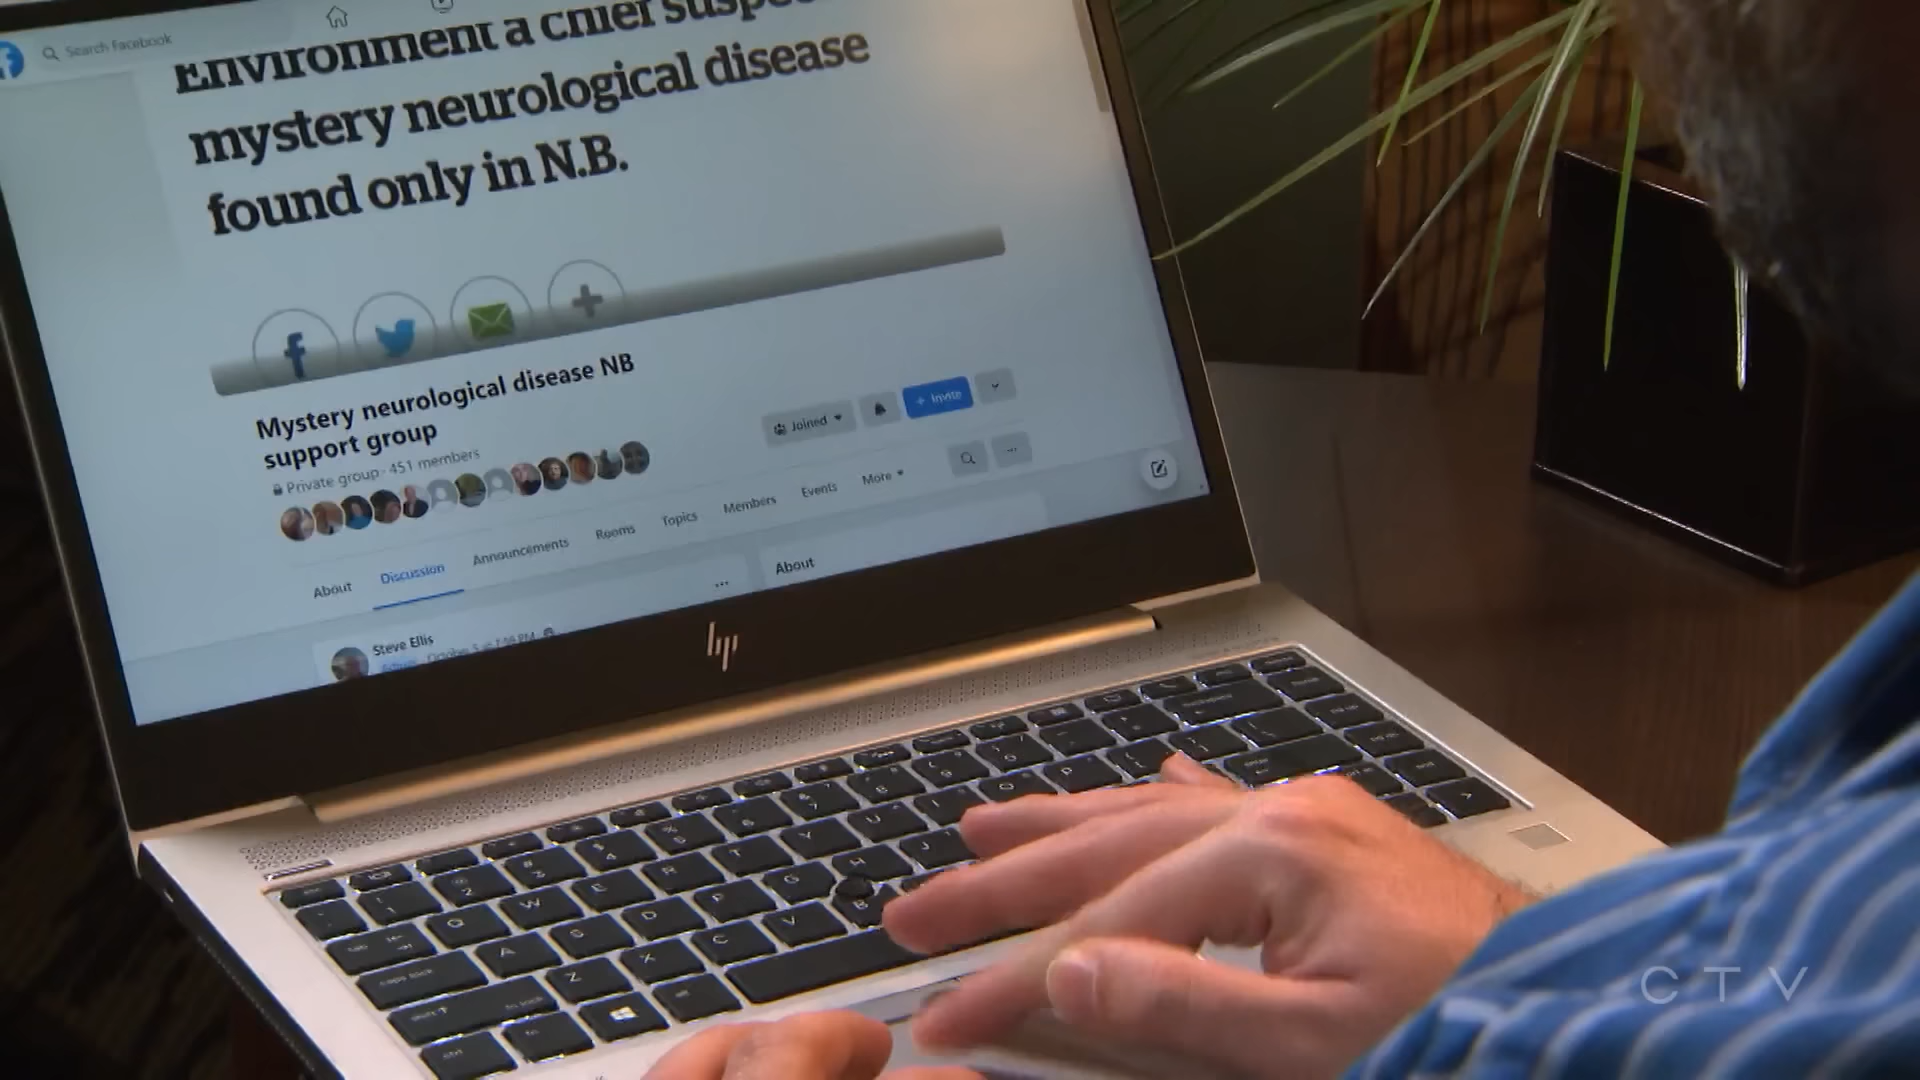 Search Facebook
Environment a chief suspe
mystery neurological disease
found only in N.B.
Mystery neurological disease NB
support group
Private group · 451 members
Joined
+ Invite
About
Discussion
Announcements
Rooms
Topics
Members
Events
More
About
Steve Ellis
hp
Q W E R T Y U I O P
A S D F G H J
Z X C V B
CTV